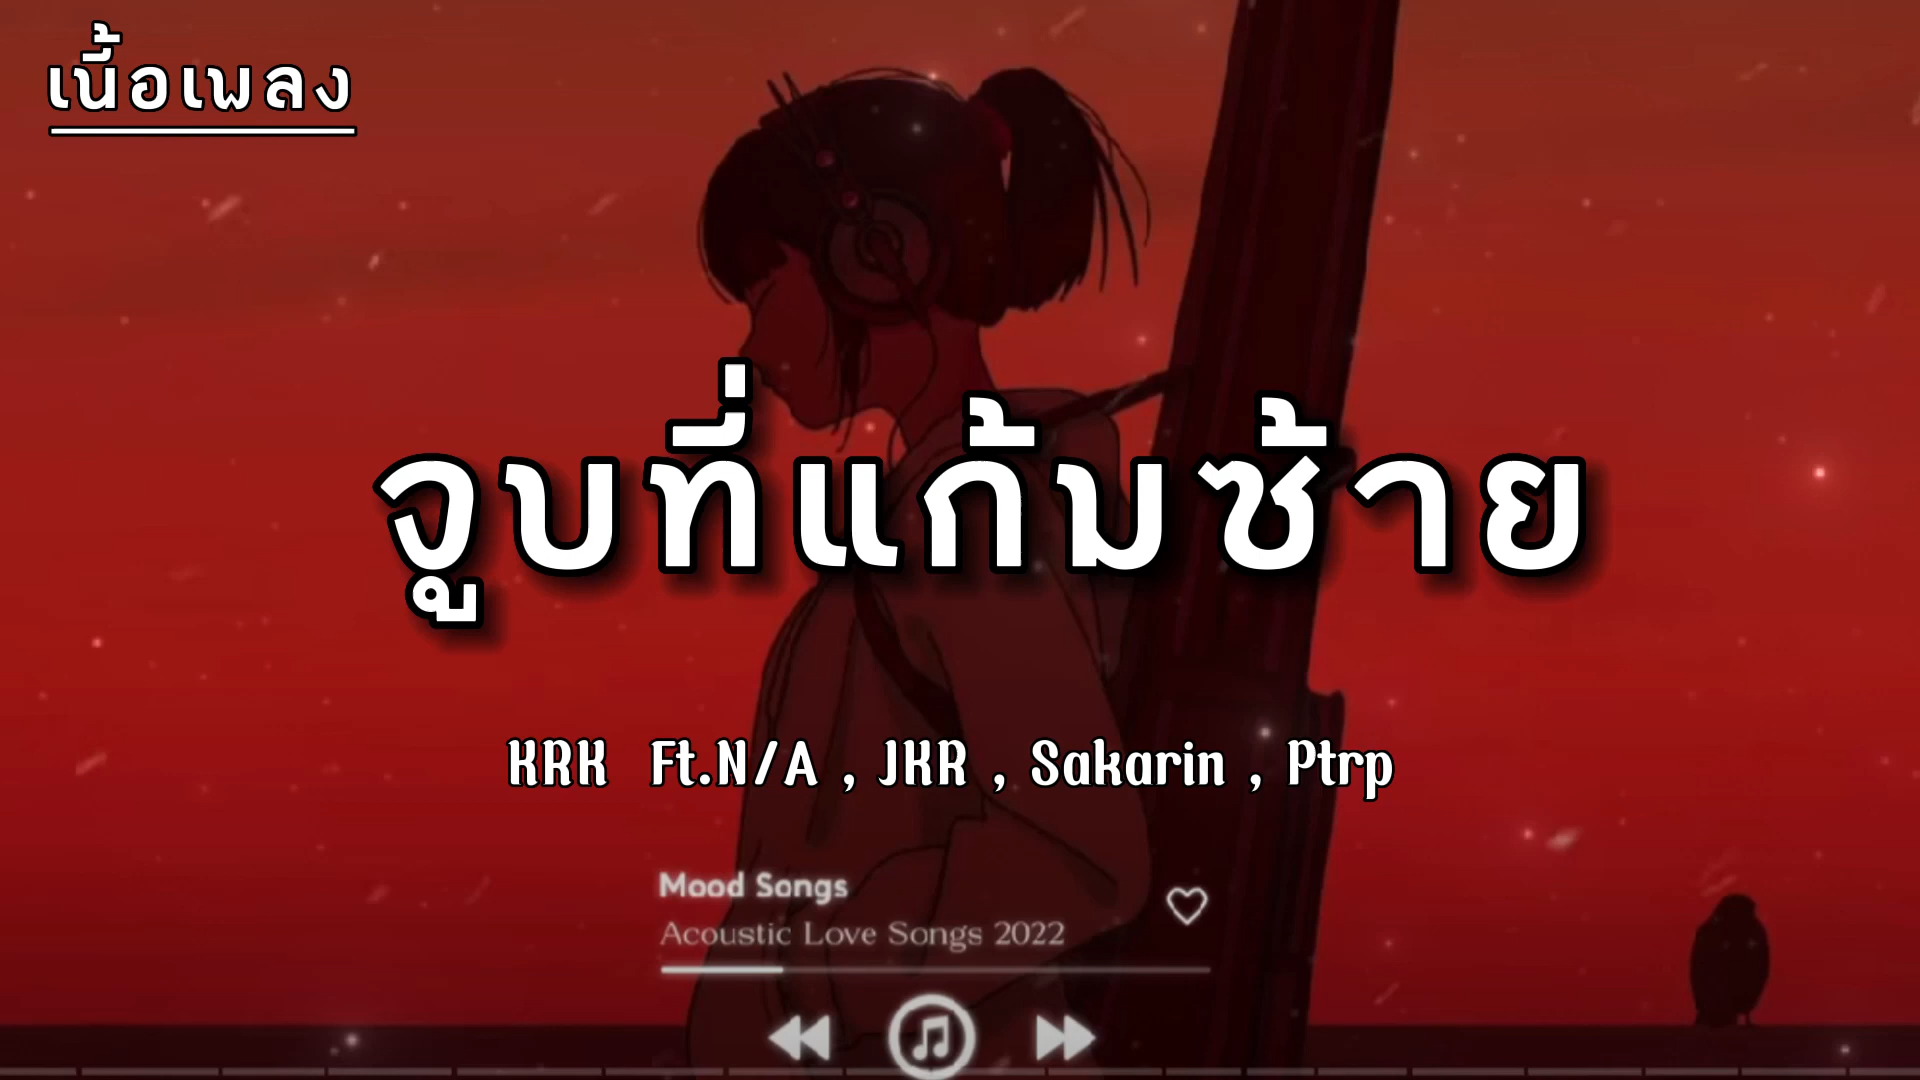 เนื้อเพลง
จูบที่แก้มซ้าย
KRK Ft.N/A , JKR , Sakarin , Ptrp
Mood Songs
Acoustic Love Songs 2022